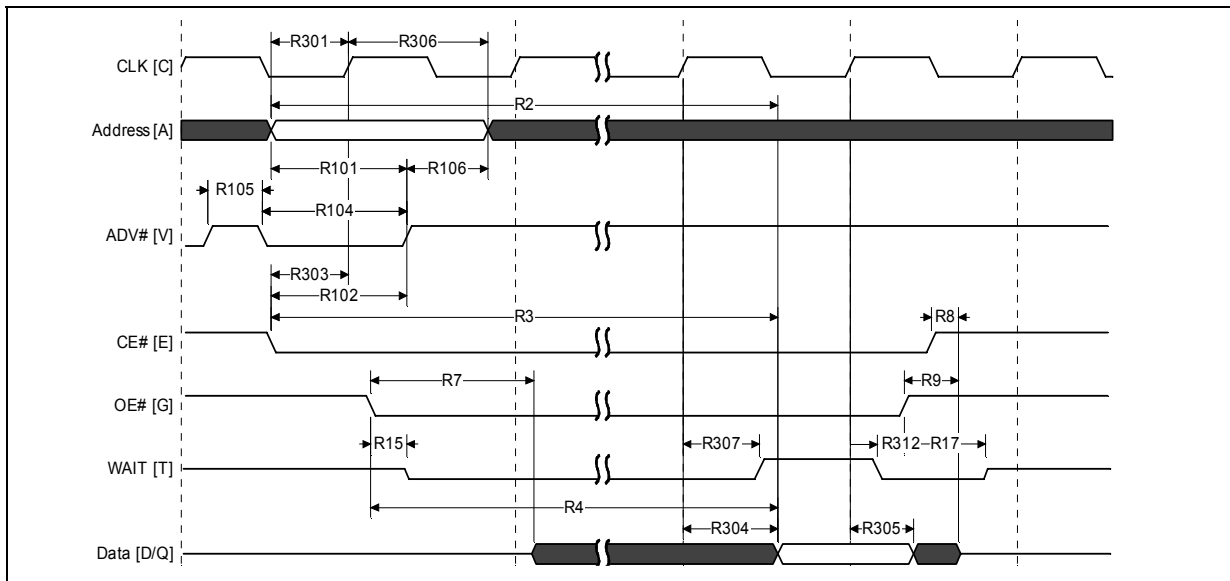 R301 R306
CLK [C]
R2
Address [A]
R101 R106
R105
R104
ADV# [V]
R303
R102
R3
R8
CE# [E]
R7
R9
OE# [G]
R15
R307
R312 R17
WAIT [T]
R4
R304 R305
Data [D/Q]